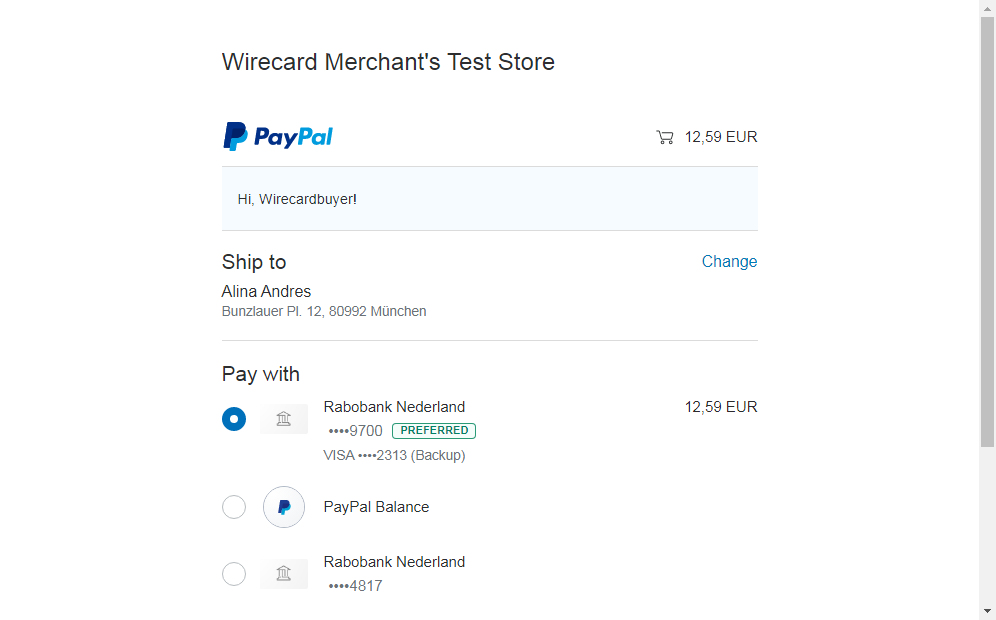 Wirecard Merchant's Test Store
PayPal
12,59 EUR
Hi, Wirecardbuyer!
Ship to
Change
Alina Andres
Bunzlauer Pl. 12, 80992 München
Pay with
Rabobank Nederland
12,59 EUR
••••9700 PREFERRED
VISA ••••2313 (Backup)
PayPal Balance
Rabobank Nederland
••••4817